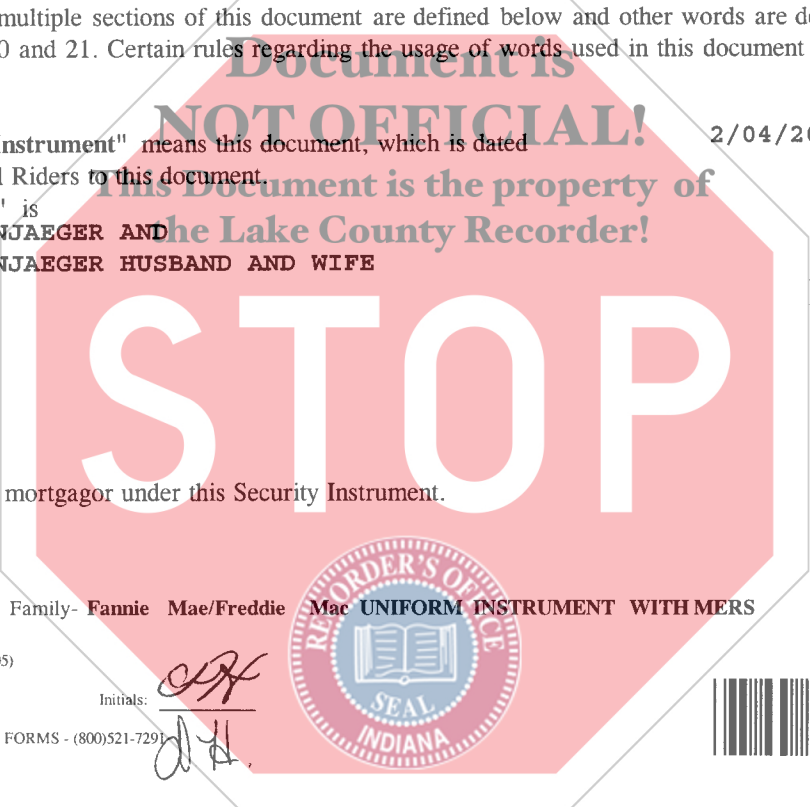 multiple sections of this document are defined below and other words are de
0 and 21. Certain rules regarding the usage of words used in this document
Document is
NOT OFFICIAL!
This Document is the property of
the Lake County Recorder!
Instrument" means this document, which is dated 2/04/20
l Riders to this document.
" is
NJAEGER AND
NJAEGER HUSBAND AND WIFE
STOP
mortgagor under this Security Instrument.
Family- Fannie Mae/Freddie Mac UNIFORM INSTRUMENT WITH MERS
5)
Initials:
FORMS - (800)521-7291
RECORDER'S OFFICE
SEAL
INDIANA